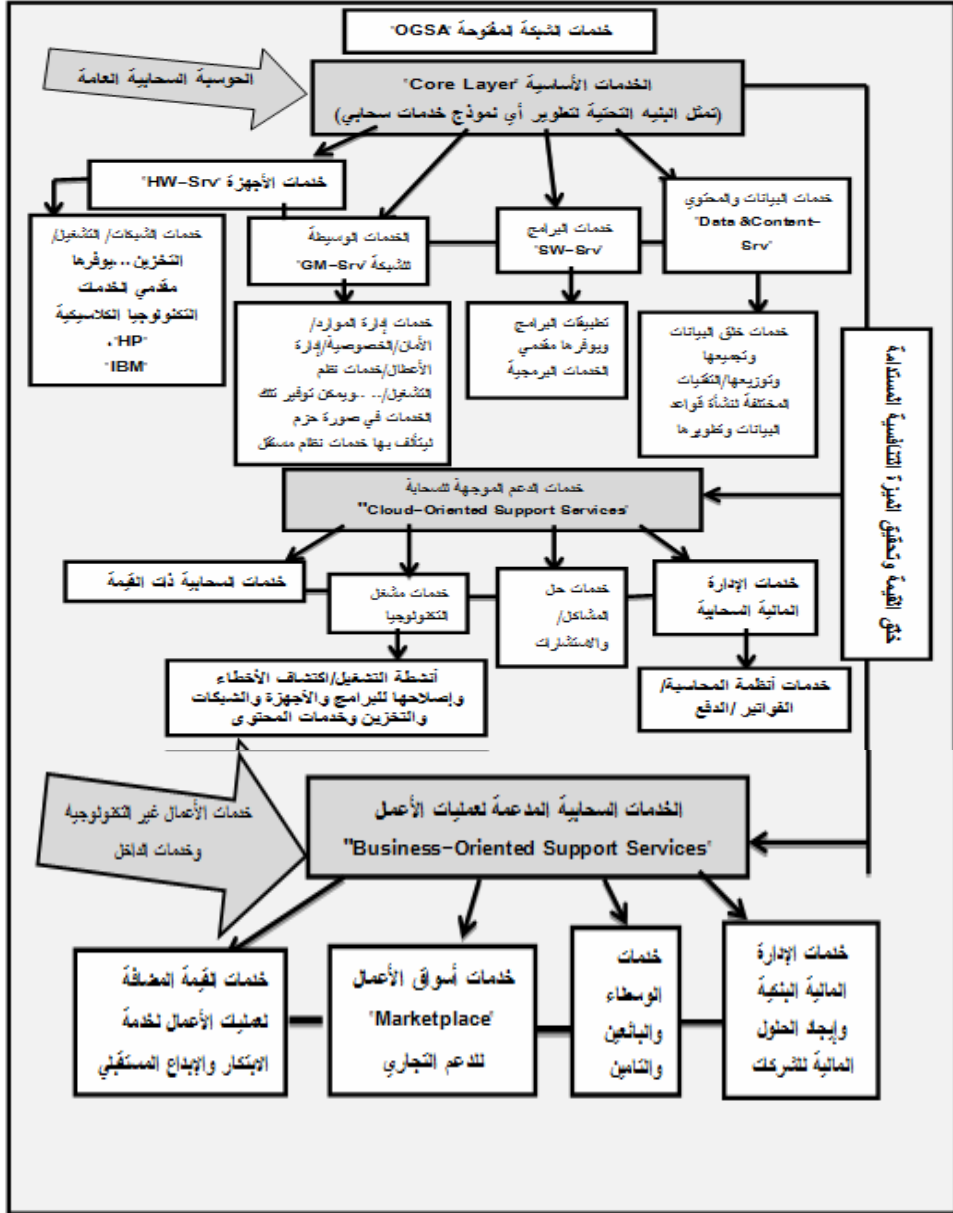 خدمات الشبكة المفتوحة "OGSA"
الحوسبة السحابية العامة
الخدمات الأساسية "Core Layer"
(تمثل البنيه التحتية لتطوير أي نموذج خدمات سحابي)
خدمات البيانات والمحتوي
"Data &Content-
Srv"
خدمات البرامج
"SW-Srv"
الخدمات الوسيطة
للشبكة "GM-Srv"
خدمات الأجهزة "HW-Srv"
خدمات خلق البيانات
وتجميعها
وتوزيعها/التقنيات
المختلفة لنشأة قواعد
البيانات وتطويرها
تطبيقات البرامج
ويوفرها مقدمي
الخدمات البرمجية
خدمات إدارة الموارد/
الأمان/الخصوصية/إدارة
الأعطال/خدمات نظم
التشغيل/.. ..ويمكن توفير تلك
الخدمات في صورة حزم
ليتألف بها خدمات نظام مستقل
خدمات الشبكات/ التشغيل/
التخزين...يوفرها
مقدمي الخدمات
التكنولوجيا الكلاسيكية
"HP"،
"IBM"
خلق القيمة وتحقيق الميزة التنافسية المستدامة
خدمات الدعم الموجهة للسحابة
"Cloud-Oriented Support Services"
خدمات الإدارة
المالية السحابية
خدمات حل
المشاكل/
والاستشارات
خدمات مشغل
التكنولوجيا
خدمات السحابية ذات القيمة
خدمات أنظمة المحاسبة/
الفواتير /الدفع
أنشطة التشغيل/اكتشاف الأخطاء
وإصلاحها للبرامج والأجهزة والشبكات
والتخزين وخدمات المحتوى
خدمات الأعمال غير التكنولوجية
وخدمات الداخل
الخدمات السحابية المدعمة لعمليات الأعمال
"Business-Oriented Support Services"
خدمات الإدارة
المالية البنكية
وإيجاد الحلول
المالية للشركات
خدمات
الوسطاء
والبائعين
والتامين
خدمات أسواق الأعمال
"Marketplace"
للدعم التجاري
خدمات القيمة المضافة
لعمليات الأعمال لخدمة
الابتكار والإبداع المستقبلي